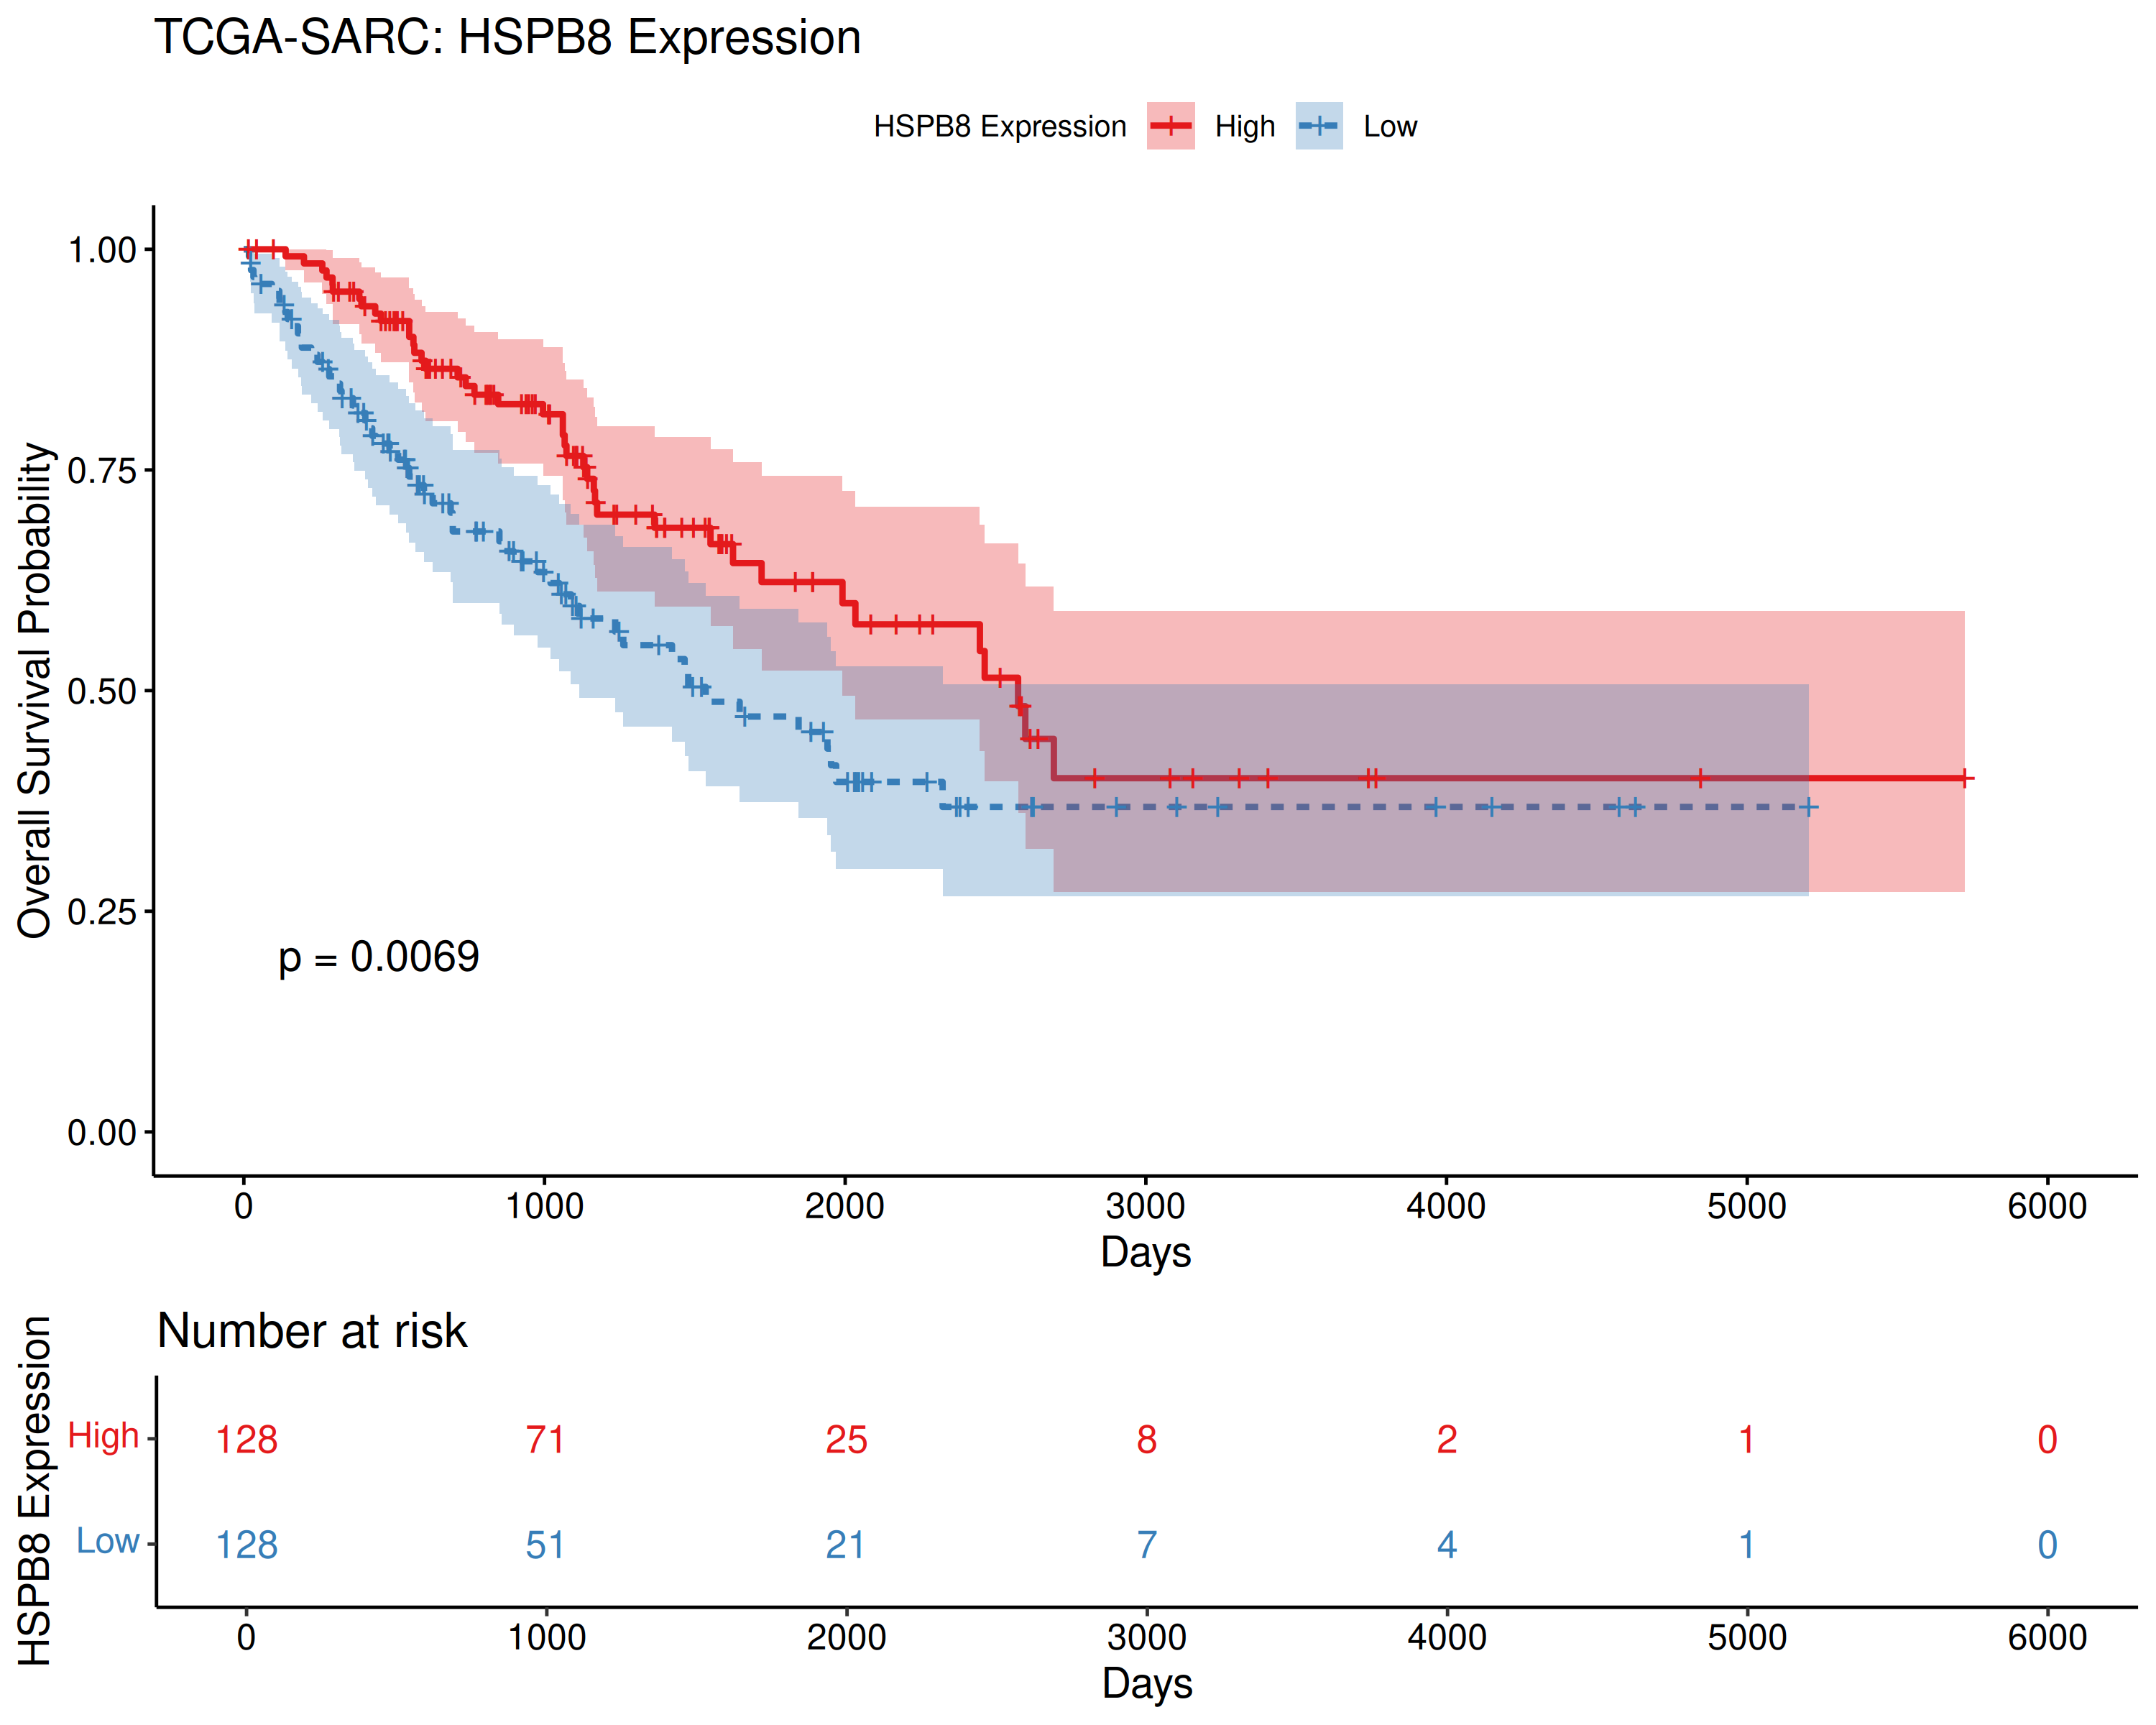 TCGA-SARC: HSPB8 Expression
HSPB8 Expression High Low
Overall Survival Probability
1.00
0.75
0.50
0.25
0.00
p = 0.0069
0 1000 2000 3000 4000 5000 6000
Days
Number at risk
HSPB8 Expression
High 128 71 25 8 2 1 0
Low 128 51 21 7 4 1 0
0 1000 2000 3000 4000 5000 6000
Days